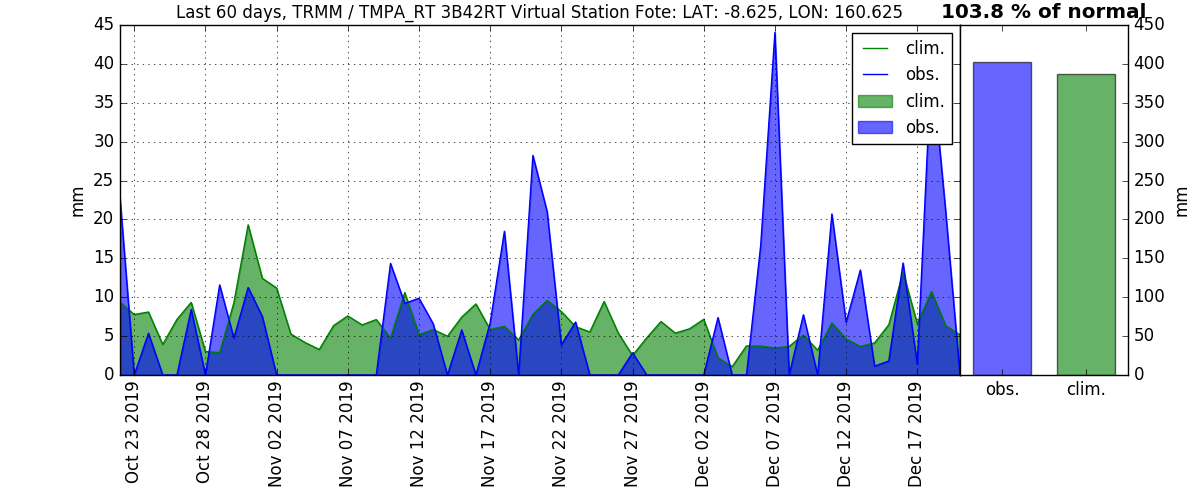 Last 60 days, TRMM / TMPA_RT 3B42RT Virtual Station Fote: LAT: -8.625, LON: 160.625
103.8 % of normal
45
40
35
30
25
20
15
10
5
0
mm
clim.
obs.
clim.
obs.
Oct 23 2019
Oct 28 2019
Nov 02 2019
Nov 07 2019
Nov 12 2019
Nov 17 2019
Nov 22 2019
Nov 27 2019
Dec 02 2019
Dec 07 2019
Dec 12 2019
Dec 17 2019
450
400
350
300
250
200
150
100
50
0
mm
obs.
clim.